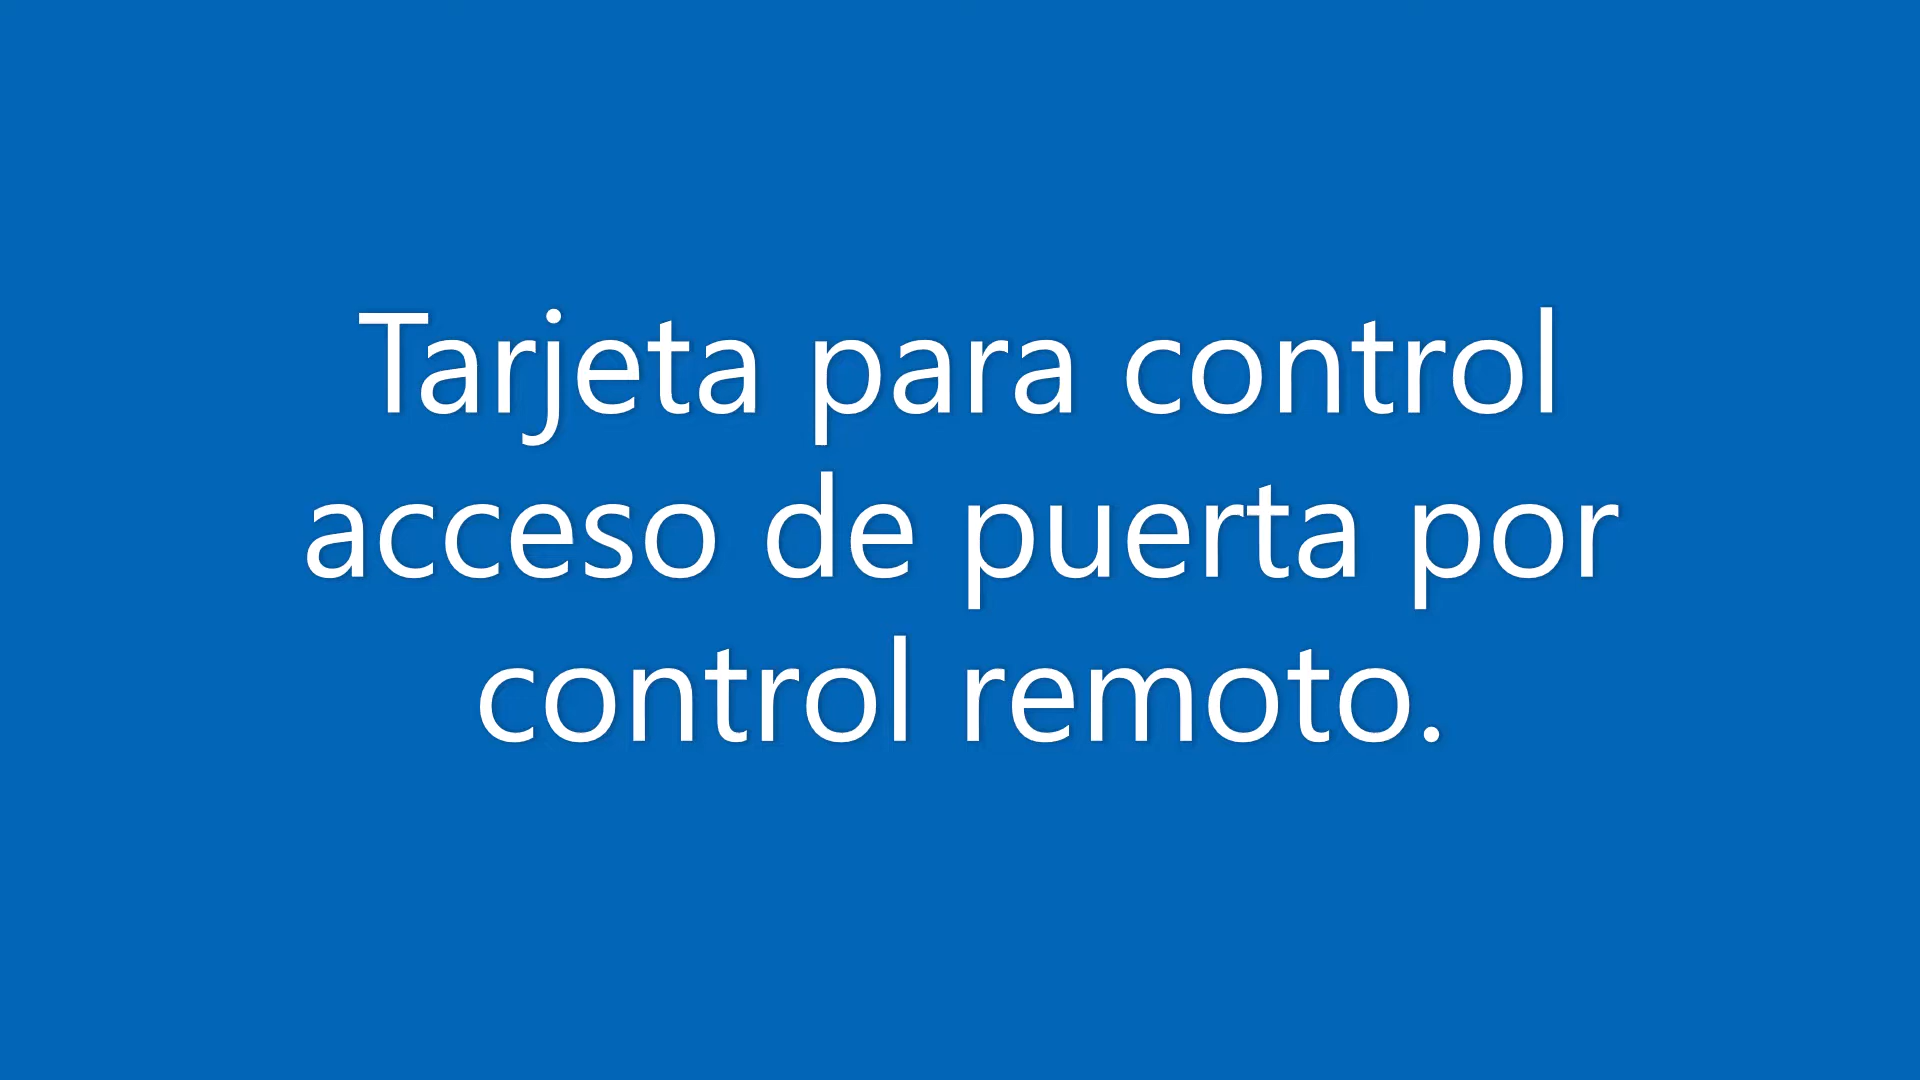 Tarjeta para control
acceso de puerta por
control remoto.